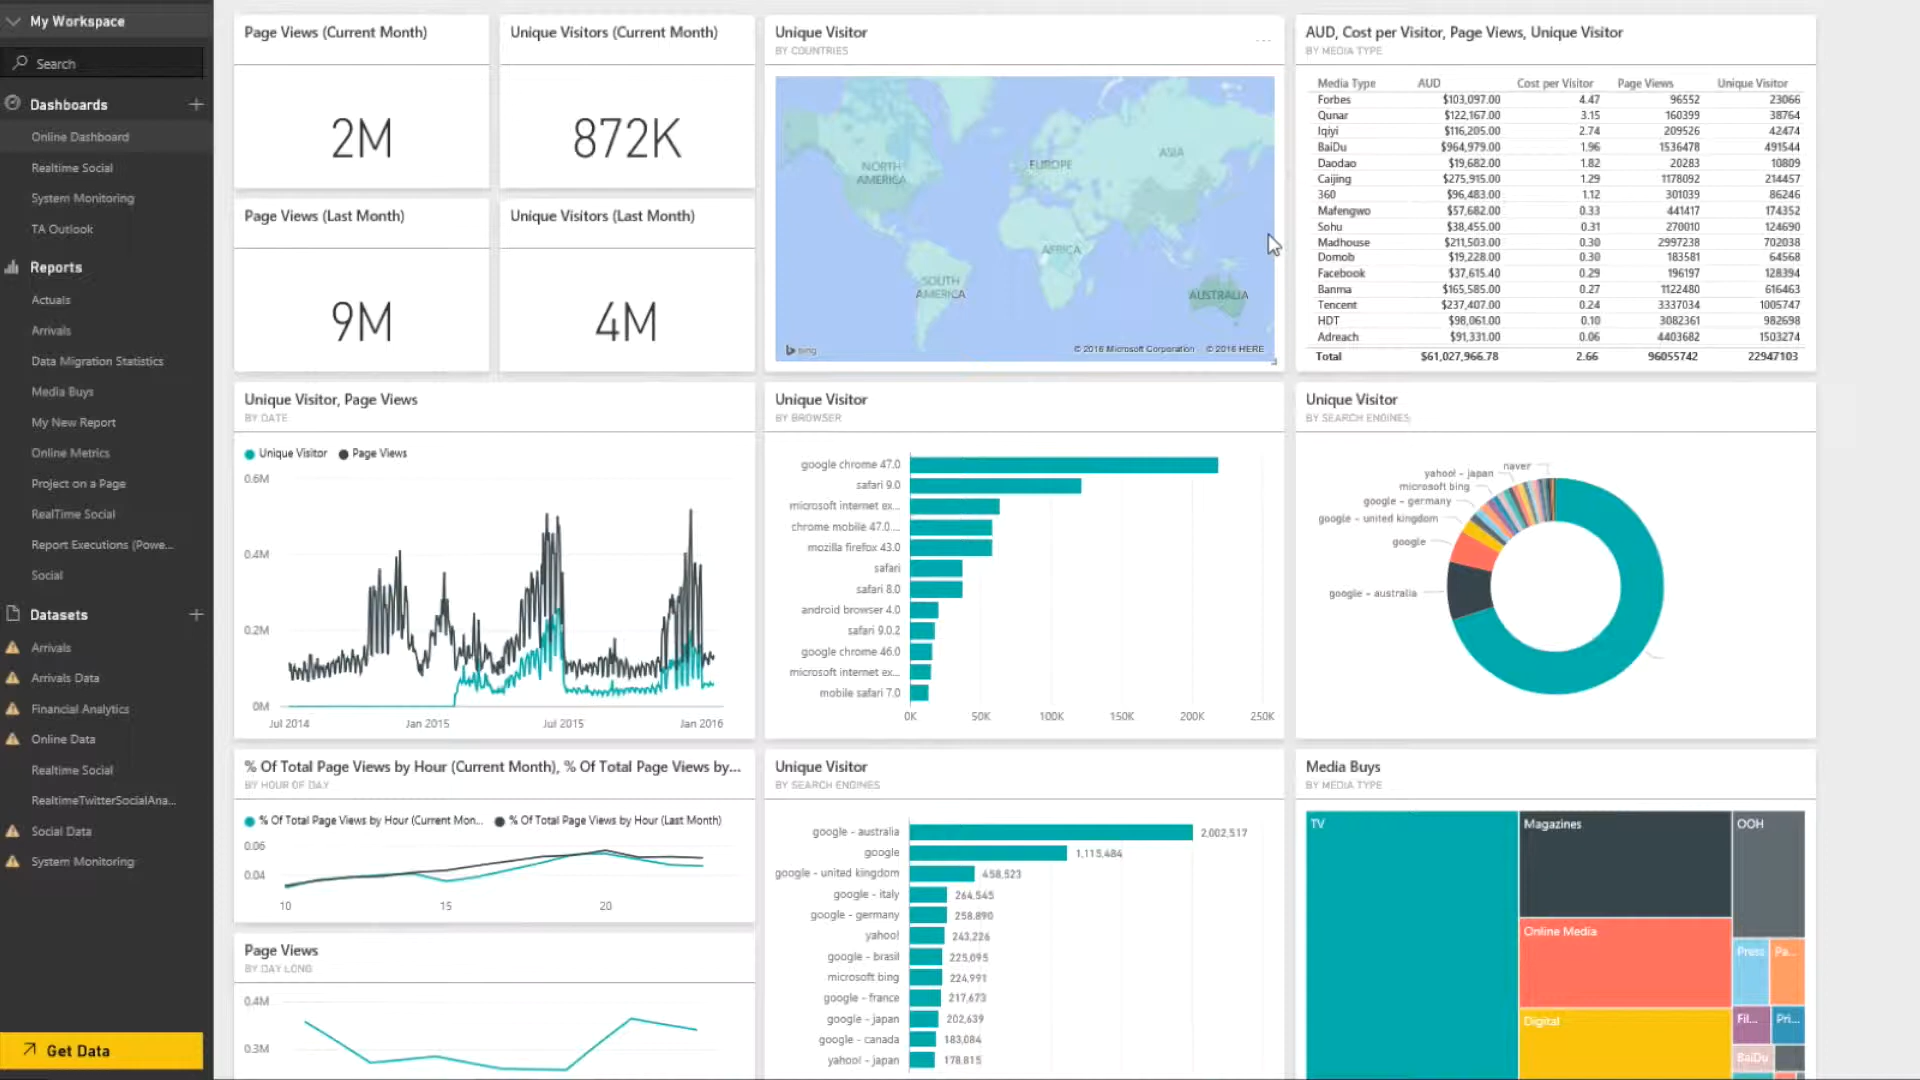 My Workspace
Search
Dashboards
Online Dashboard
Realtime Social
System Monitoring
TA Outlook
Reports
Actuals
Arrivals
Data Migration Statistics
Media Buys
My New Report
Online Metrics
Project on a Page
RealTime Social
Report Executions (Powe...
Social
Datasets
Arrivals
Arrivals Data
Financial Analytics
Online Data
Realtime Social
RealtimeTwitterSocialAna...
Social Data
System Monitoring
Get Data
Page Views (Current Month)
2M
Unique Visitors (Current Month)
872K
Page Views (Last Month)
9M
Unique Visitors (Last Month)
4M
Unique Visitor
BY COUNTRIES
NORTH
AMERICA
EUROPE
ASIA
AFRICA
SOUTH
AMERICA
AUSTRALIA
bing
© 2016 Microsoft Corporation © 2016 HERE
AUD, Cost per Visitor, Page Views, Unique Visitor
BY MEDIA TYPE
Media Type AUD Cost per Visitor Page Views Unique Visitor
Forbes $103,097.00 4.47 96552 23066
Qunar $122,167.00 3.15 160399 38764
Iqiyi $116,205.00 2.74 209526 42474
BaiDu $964,979.00 1.96 1536478 491544
Daodao $19,682.00 1.82 20283 10809
Caijing $275,915.00 1.29 1178092 214457
360 $96,483.00 1.12 301039 86246
Mafengwo $57,682.00 0.33 441417 174352
Sohu $38,455.00 0.31 270010 124690
Madhouse $211,503.00 0.30 2997238 702038
Domob $19,228.00 0.30 183581 64568
Facebook $37,615.40 0.29 196197 128394
Banma $165,585.00 0.27 1122480 616463
Tencent $237,407.00 0.24 3337034 1005747
HDT $98,061.00 0.10 3082361 982698
Adreach $91,331.00 0.06 4403682 1503274
Total $61,027,966.78 2.66 96055742 22947103
Unique Visitor, Page Views
BY DATE
Unique Visitor Page Views
0.6M
0.4M
0.2M
0M
Jul 2014 Jan 2015 Jul 2015 Jan 2016
Unique Visitor
BY BROWSER
google chrome 47.0
safari 9.0
microsoft internet ex...
chrome mobile 47.0....
mozilla firefox 43.0
safari
safari 8.0
android browser 4.0
safari 9.0.2
google chrome 46.0
microsoft internet ex...
mobile safari 7.0
0K 50K 100K 150K 200K 250K
Unique Visitor
BY SEARCH ENGINES
naver
yahoo! - japan
microsoft bing
google - germany
google - united kingdom
google
google - australia
% Of Total Page Views by Hour (Current Month), % Of Total Page Views by...
BY HOUR OF DAY
% Of Total Page Views by Hour (Current Mon... % Of Total Page Views by Hour (Last Month)
0.06
0.04
10 15 20
Page Views
BY DAY LONG
0.4M
0.3M
Unique Visitor
BY SEARCH ENGINES
google - australia 2,002,517
google 1,115,484
google - united kingdom 458,523
google - italy 264,545
google - germany 258,890
yahoo! 243,226
google - brasil 225,095
microsoft bing 224,991
google - france 217,673
google - japan 202,639
google - canada 183,084
yahoo! - japan 178,815
Media Buys
BY MEDIA TYPE
TV
Magazines
OOH
Online Media
Press Pa...
Digital
Fil... Pri...
BaiDu